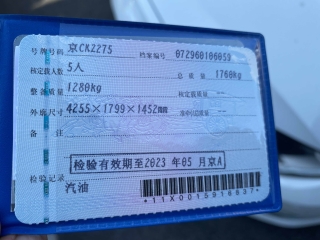 号牌号码 京CK2275 档案编号 072960186059
核定载人数 5人 总质量 1760kg
整备质量 1280kg 核定载质量 --
外廓尺寸 4255×1799×1452mm 准牵引总质量 --
备注
检验有效期至2023年05月京A
检验记录
汽油
*11X0015916837*